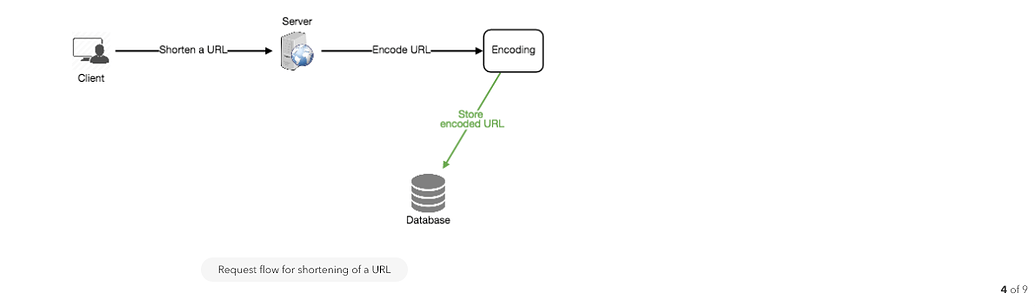 Server
Shorten a URL
Encode URL
Encoding
Client
Store
encoded URL
Database
Request flow for shortening of a URL
4 of 9